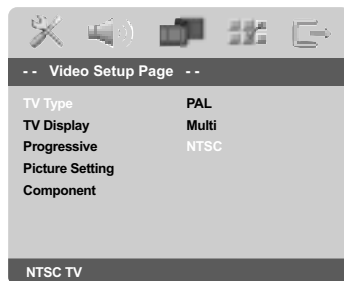 - - Video Setup Page - -
TV Type PAL
TV Display Multi
Progressive NTSC
Picture Setting
Component
NTSC TV